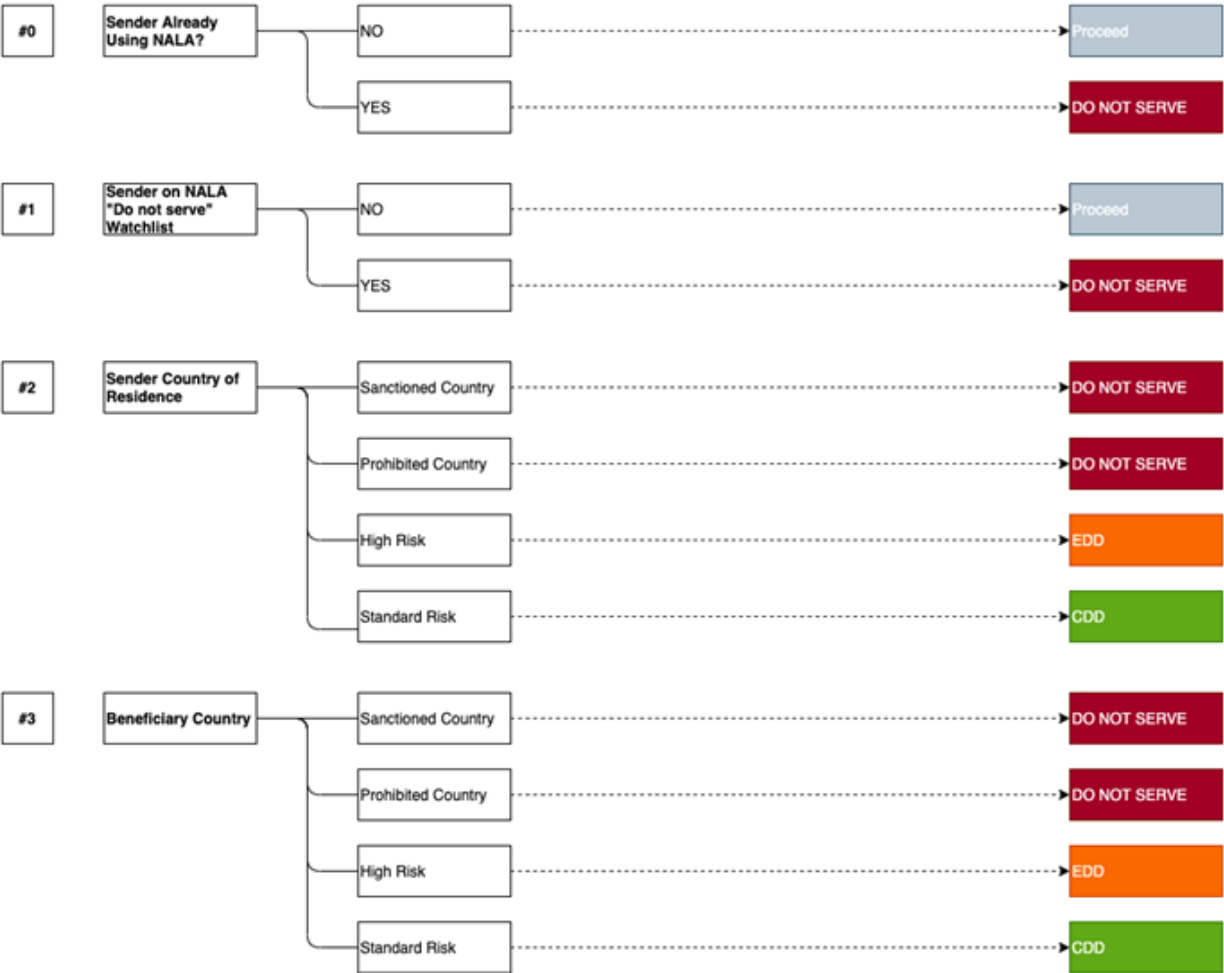 #0
Sender Already
Using NALA?
NO
Proceed
YES
DO NOT SERVE
#1
Sender on NALA
"Do not serve"
Watchlist
NO
Proceed
YES
DO NOT SERVE
#2
Sender Country of
Residence
Sanctioned Country
DO NOT SERVE
Prohibited Country
DO NOT SERVE
High Risk
EDD
Standard Risk
CDD
#3
Beneficiary Country
Sanctioned Country
DO NOT SERVE
Prohibited Country
DO NOT SERVE
High Risk
EDD
Standard Risk
CDD